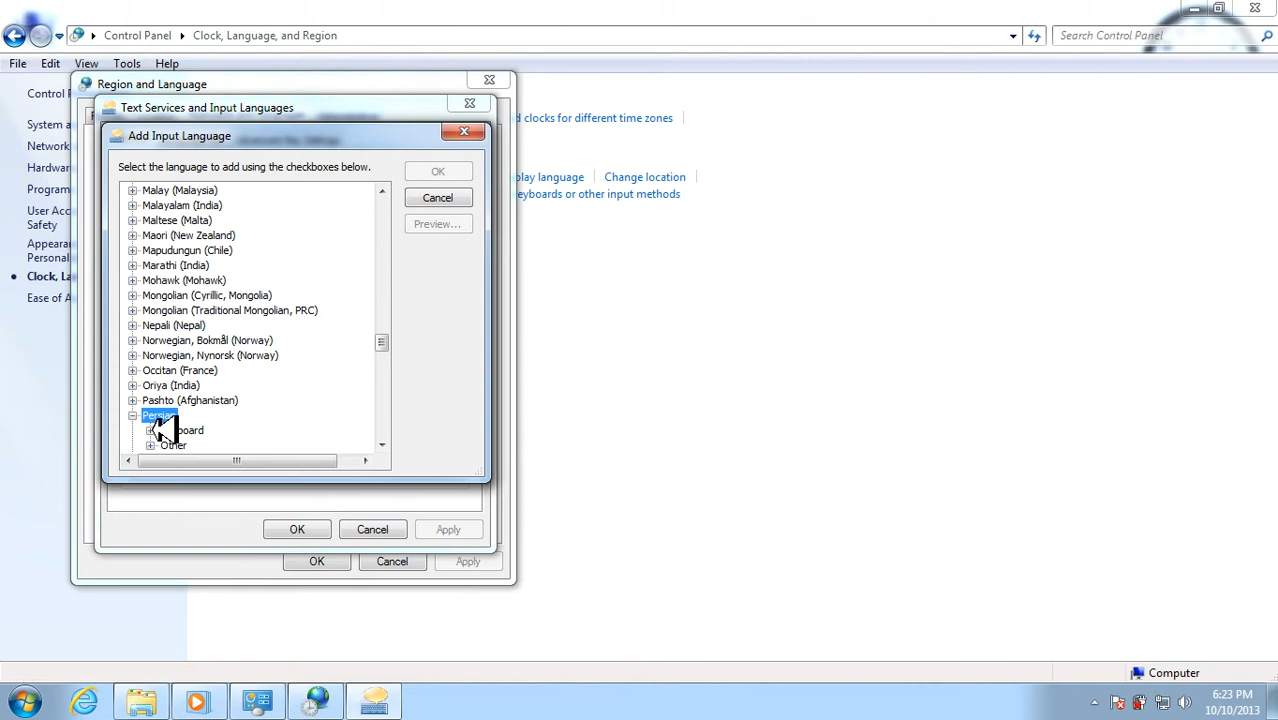 Control Panel
Clock, Language, and Region
Search Control Panel
File
Edit
View
Tools
Help
Region and Language
Text Services and Input Languages
Add Input Language
Select the language to add using the checkboxes below.
OK
Cancel
Preview...
Malay (Malaysia)
Malayalam (India)
Maltese (Malta)
Maori (New Zealand)
Mapudungun (Chile)
Marathi (India)
Mohawk (Mohawk)
Mongolian (Cyrillic, Mongolia)
Mongolian (Traditional Mongolian, PRC)
Nepali (Nepal)
Norwegian, Bokmål (Norway)
Norwegian, Nynorsk (Norway)
Occitan (France)
Oriya (India)
Pashto (Afghanistan)
Persian
board
Other
OK
Cancel
Apply
OK
Cancel
Apply
Control P
System a
Network
Hardwar
Program
User Acc
Safety
Appearan
Personal
Clock, La
Ease of A
d clocks for different time zones
play language
Change location
eyboards or other input methods
Computer
6:23 PM
10/10/2013